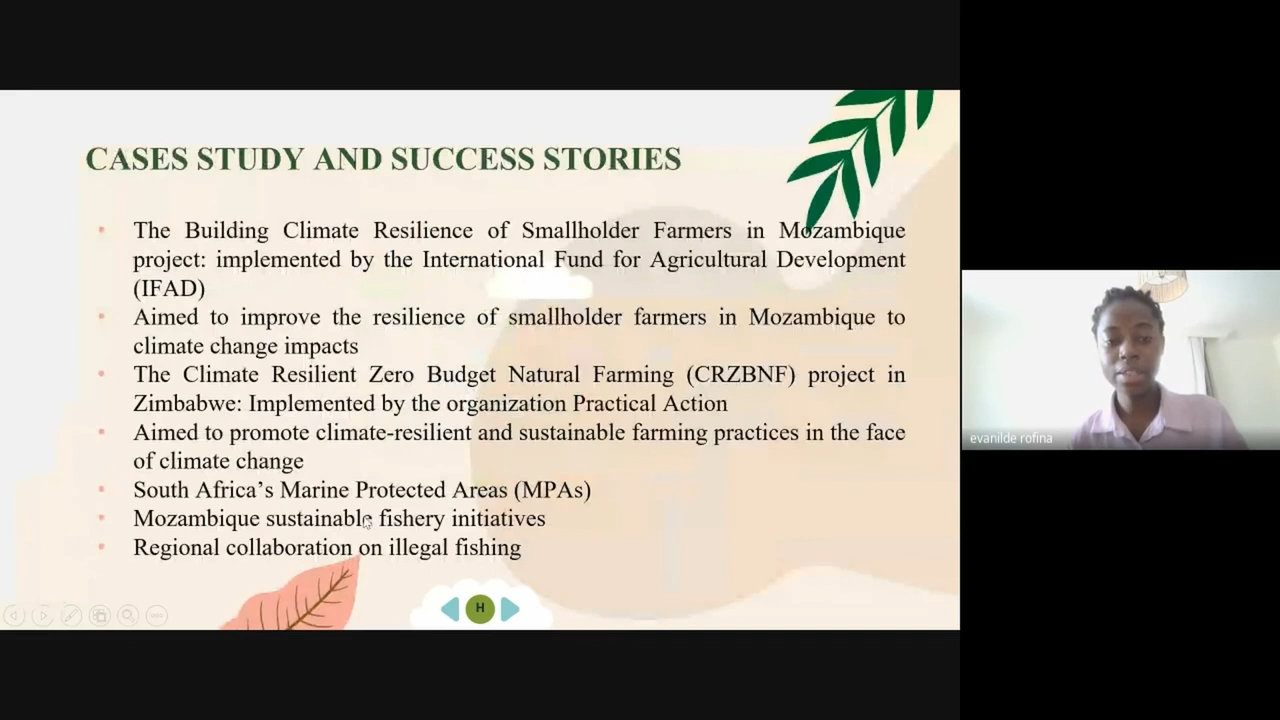 CASES STUDY AND SUCCESS STORIES
The Building Climate Resilience of Smallholder Farmers in Mozambique
project: implemented by the International Fund for Agricultural Development
(IFAD)
Aimed to improve the resilience of smallholder farmers in Mozambique to
climate change impacts
The Climate Resilient Zero Budget Natural Farming (CRZBNF) project in
Zimbabwe: Implemented by the organization Practical Action
Aimed to promote climate-resilient and sustainable farming practices in the face
of climate change
South Africa's Marine Protected Areas (MPAs)
Mozambique sustainable fishery initiatives
Regional collaboration on illegal fishing
H
evanilde rofina